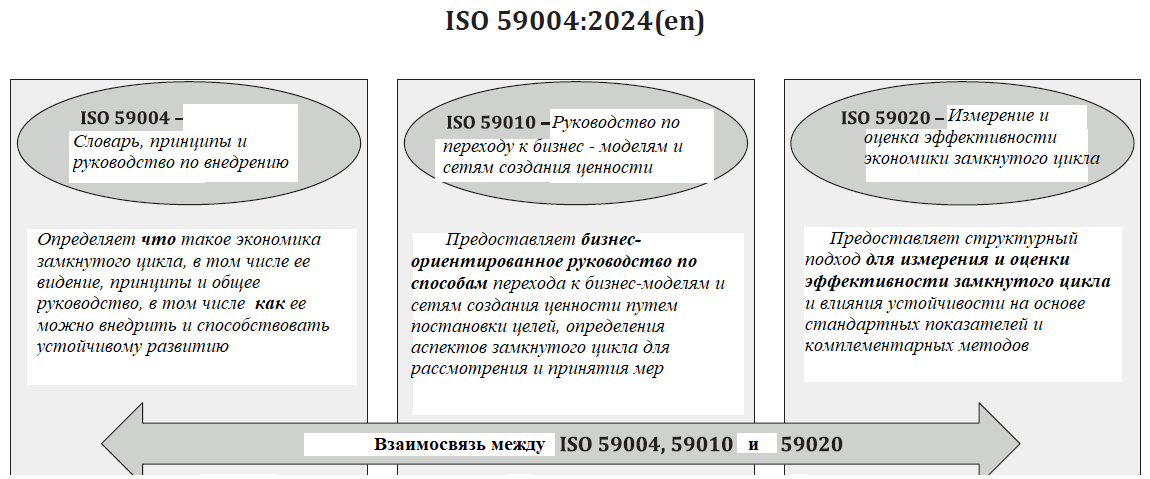 ISO 59004:2024(en)
ISO 59004 –
Словарь, принципы и
руководство по внедрению
Определяет что такое экономика
замкнутого цикла, в том числе ее
видение, принципы и общее
руководство, в том числе как ее
можно внедрить и способствовать
устойчивому развитию
ISO 59010 – Руководство по
переходу к бизнес - моделям и
сетям создания ценности
Предоставляет бизнес-
ориентированное руководство по
способам перехода к бизнес-моделям и
сетям создания ценности путем
постановки целей, определения
аспектов замкнутого цикла для
рассмотрения и принятия мер
ISO 59020 – Измерение и
оценка эффективности
экономики замкнутого цикла
Предоставляет структурный
подход для измерения и оценки
эффективности замкнутого цикла
и влияния устойчивости на основе
стандартных показателей и
комплементарных методов
Взаимосвязь между ISO 59004, 59010 и 59020